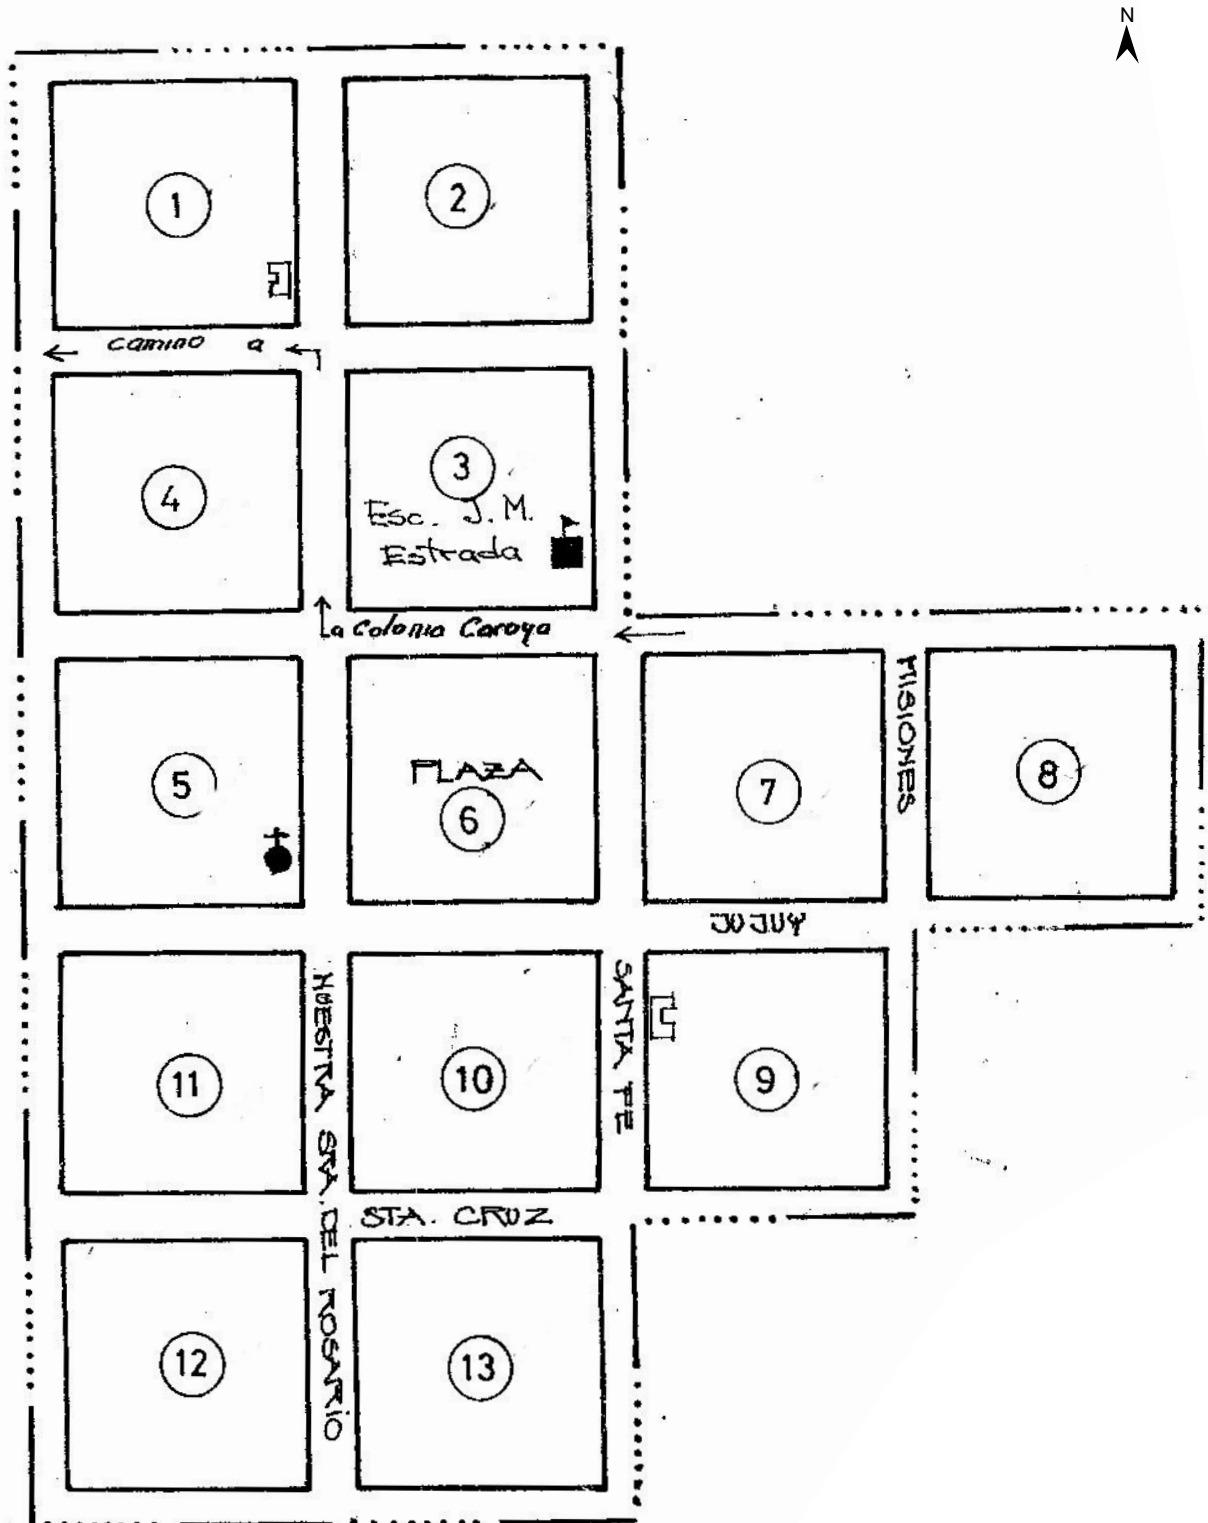 N
1
2
camino a
4
3
Esc. J. M.
Estrada
La Colonia Caroya
5
PLAZA
6
7
MISIONES
8
JUJUY
11
NUESTRA SRA. DEL ROSARIO
10
SANTA FE
9
STA. CRUZ
12
13